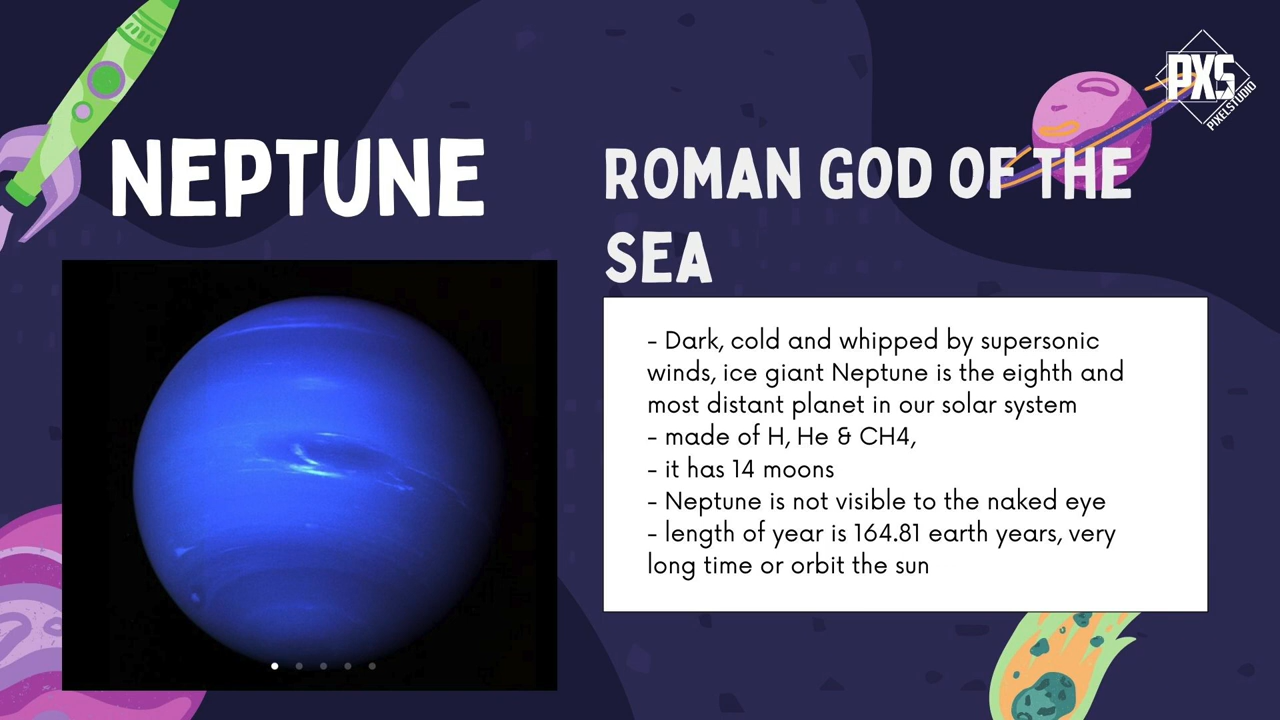 NEPTUNE
ROMAN GOD OF THE
SEA
- Dark, cold and whipped by supersonic
winds, ice giant Neptune is the eighth and
most distant planet in our solar system
- made of H, He & CH4,
- it has 14 moons
- Neptune is not visible to the naked eye
- length of year is 164.81 earth years, very
long time or orbit the sun
PXS
PIXELSTUDIO